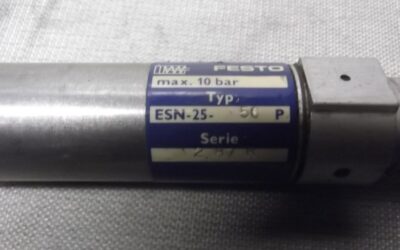 FESTO
max. 10 bar
Typ.
ESN-25- 50 P
Serie